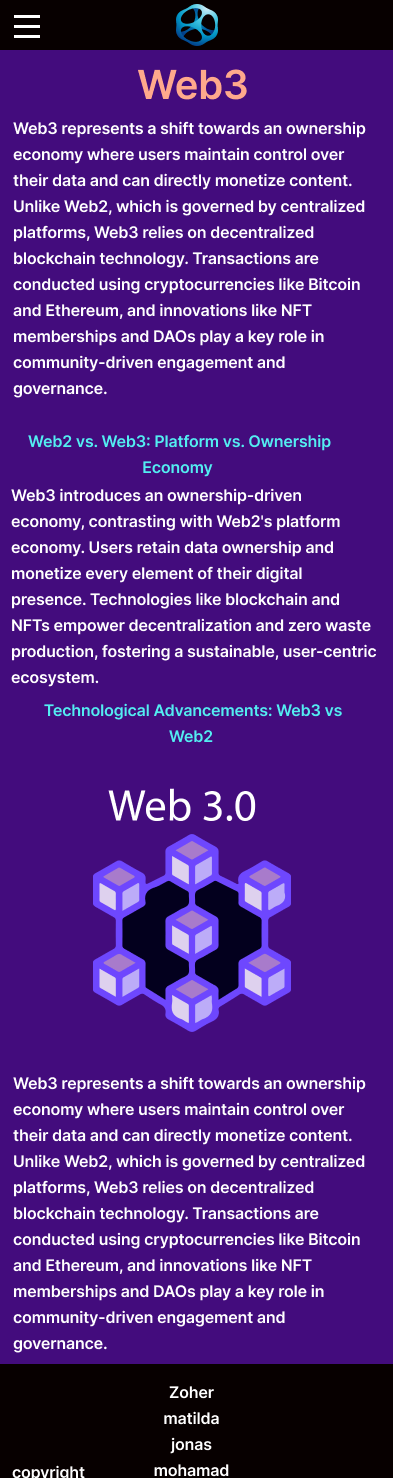 Web3
Web3 represents a shift towards an ownership
economy where users maintain control over
their data and can directly monetize content.
Unlike Web2, which is governed by centralized
platforms, Web3 relies on decentralized
blockchain technology. Transactions are
conducted using cryptocurrencies like Bitcoin
and Ethereum, and innovations like NFT
memberships and DAOs play a key role in
community-driven engagement and
governance.
Web2 vs. Web3: Platform vs. Ownership
Economy
Web3 introduces an ownership-driven
economy, contrasting with Web2's platform
economy. Users retain data ownership and
monetize every element of their digital
presence. Technologies like blockchain and
NFTs empower decentralization and zero waste
production, fostering a sustainable, user-centric
ecosystem.
Technological Advancements: Web3 vs
Web2
Web 3.0
Web3 represents a shift towards an ownership
economy where users maintain control over
their data and can directly monetize content.
Unlike Web2, which is governed by centralized
platforms, Web3 relies on decentralized
blockchain technology. Transactions are
conducted using cryptocurrencies like Bitcoin
and Ethereum, and innovations like NFT
memberships and DAOs play a key role in
community-driven engagement and
governance.
Zoher
matilda
jonas
mohamad
copyright